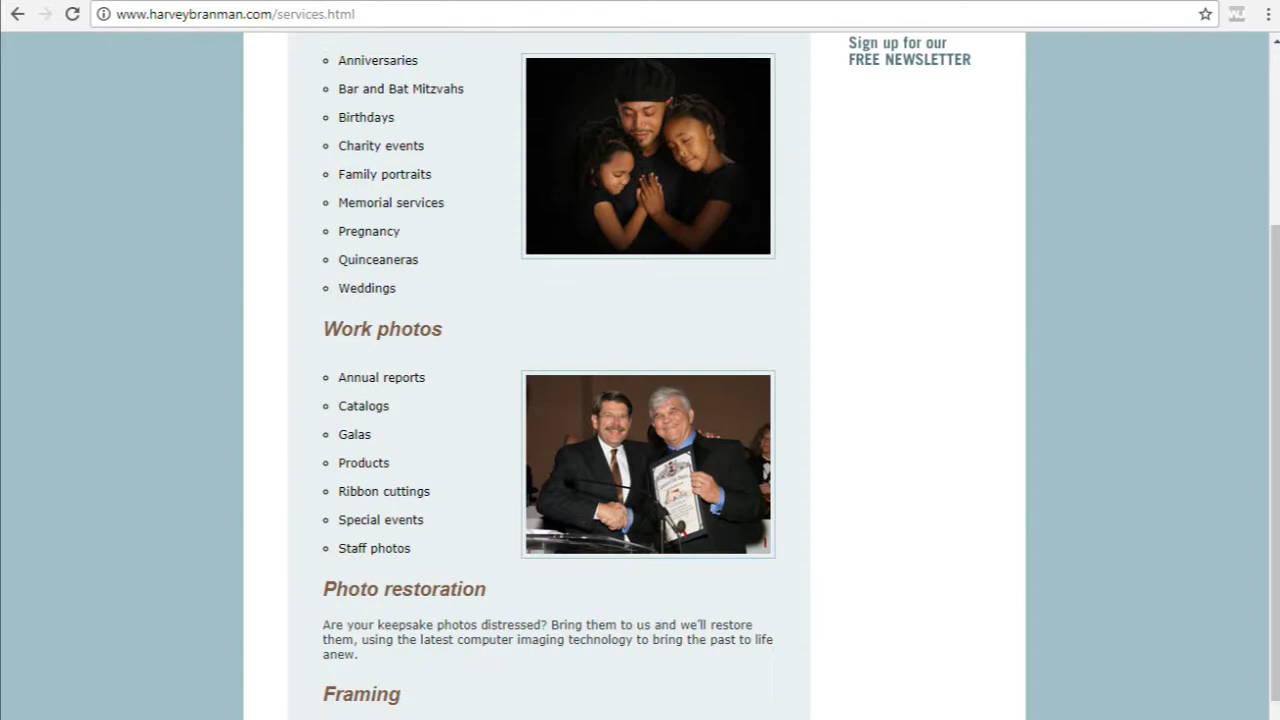 www.harveybranman.com/services.html
Sign up for our
FREE NEWSLETTER
Anniversaries
Bar and Bat Mitzvahs
Birthdays
Charity events
Family portraits
Memorial services
Pregnancy
Quinceaneras
Weddings
Work photos
Annual reports
Catalogs
Galas
Products
Ribbon cuttings
Special events
Staff photos
Photo restoration
Are your keepsake photos distressed? Bring them to us and we'll restore
them, using the latest computer imaging technology to bring the past to life
anew.
Framing